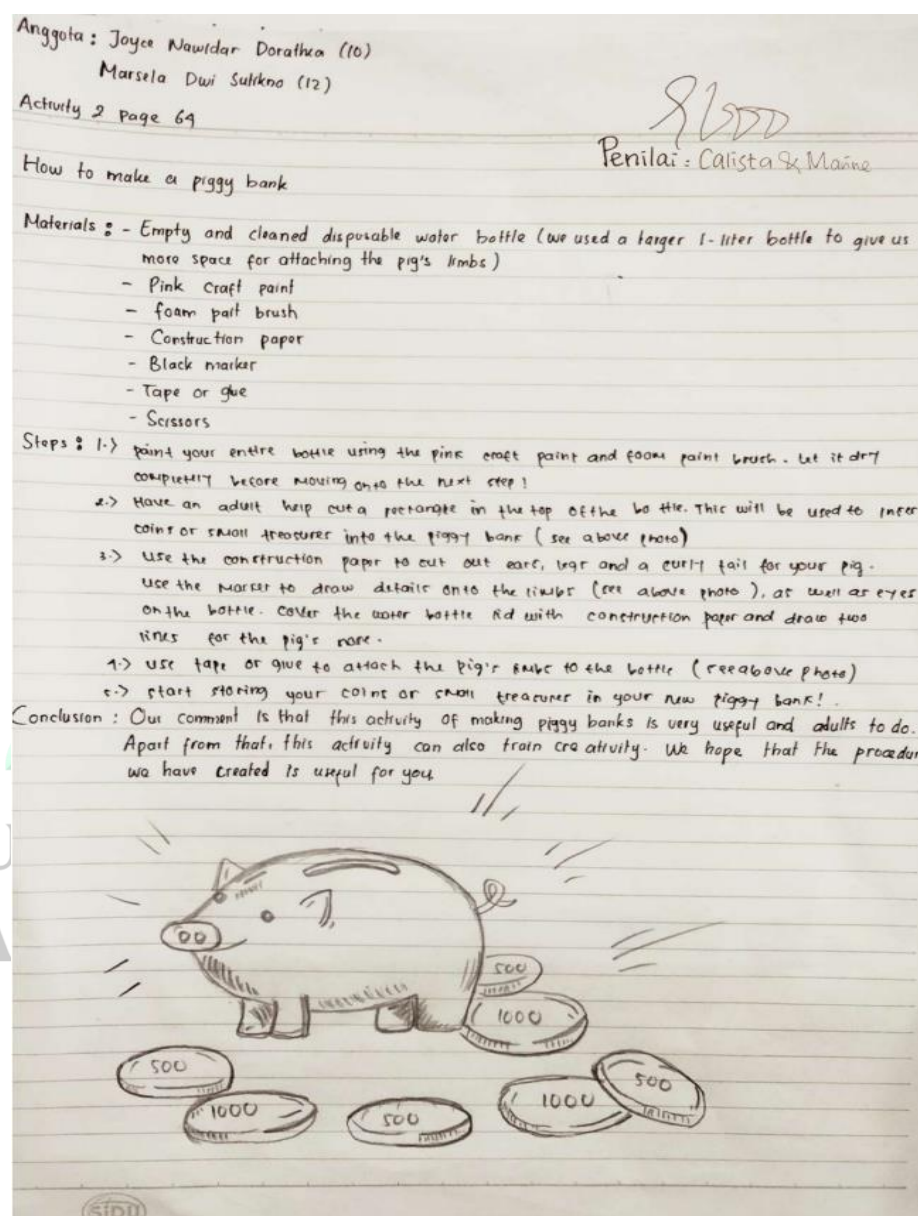 Anggota : Joyce Nawidar Dorathea (10)
Marsela Dwi Sulikno (12)
Activity 2 Page 64
Penilai : Calista & Marine
How to make a piggy bank
Materials : - Empty and cleaned disposable water bottle (we used a larger 1-liter bottle to give us
more space for attaching the pig's limbs)
- Pink craft paint
- foam pait brush
- Construction paper
- Black marker
- Tape or glue
- Scissors
Steps : 1.) paint your entire bottle using the pink craft paint and foam paint brush. Let it dry
completely before moving onto the next step!
2.) Have an adult help cut a rectangle in the top of the bottle. This will be used to inser
coins or small treasures into the piggy bank (see above photo)
3.) use the construction paper to cut out ears, legs and a curly tail for your pig.
use the marker to draw details onto the limbs (see above photo), as well as eyes
on the bottle. cover the water bottle lid with construction paper and draw two
lines for the pig's nore.
4.) use tape or glue to attach the pig's limbs to the bottle (see above photo)
5.) start storing your coins or small treasures in your new piggy bank!.
Conclusion : Our comment is that this activity of making piggy banks is very useful and adults to do.
Apart from that, this activity can also train creativity. We hope that the procedur
we have created is useful for you
500
1000
500
1000
500
1000
500
SIDU